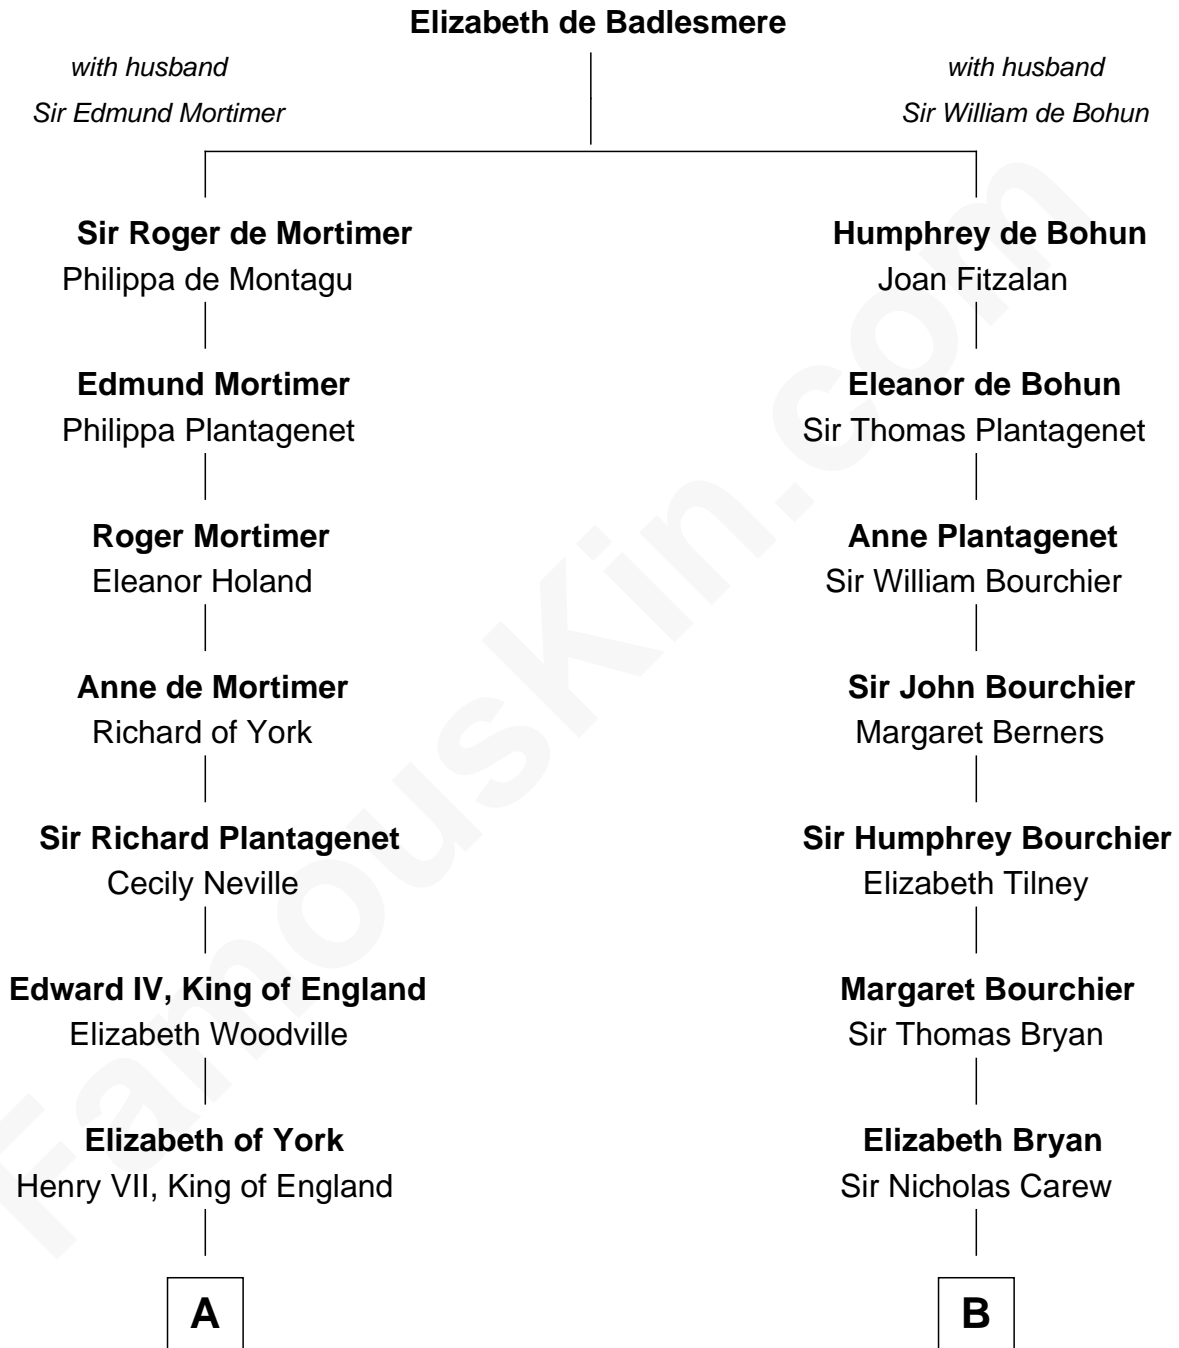 Elizabeth de Badlesmere
with husband
Sir Edmund Mortimer
with husband
Sir William de Bohun
Sir Roger de Mortimer
Philippa de Montagu
Humphrey de Bohun
Joan Fitzalan
Edmund Mortimer
Philippa Plantagenet
Eleanor de Bohun
Sir Thomas Plantagenet
Roger Mortimer
Eleanor Holand
Anne Plantagenet
Sir William Bourchier
Anne de Mortimer
Richard of York
Sir John Bourchier
Margaret Berners
Sir Richard Plantagenet
Cecily Neville
Sir Humphrey Bourchier
Elizabeth Tilney
Edward IV, King of England
Elizabeth Woodville
Margaret Bourchier
Sir Thomas Bryan
Elizabeth of York
Henry VII, King of England
Elizabeth Bryan
Sir Nicholas Carew
A
B
FamousKin.com